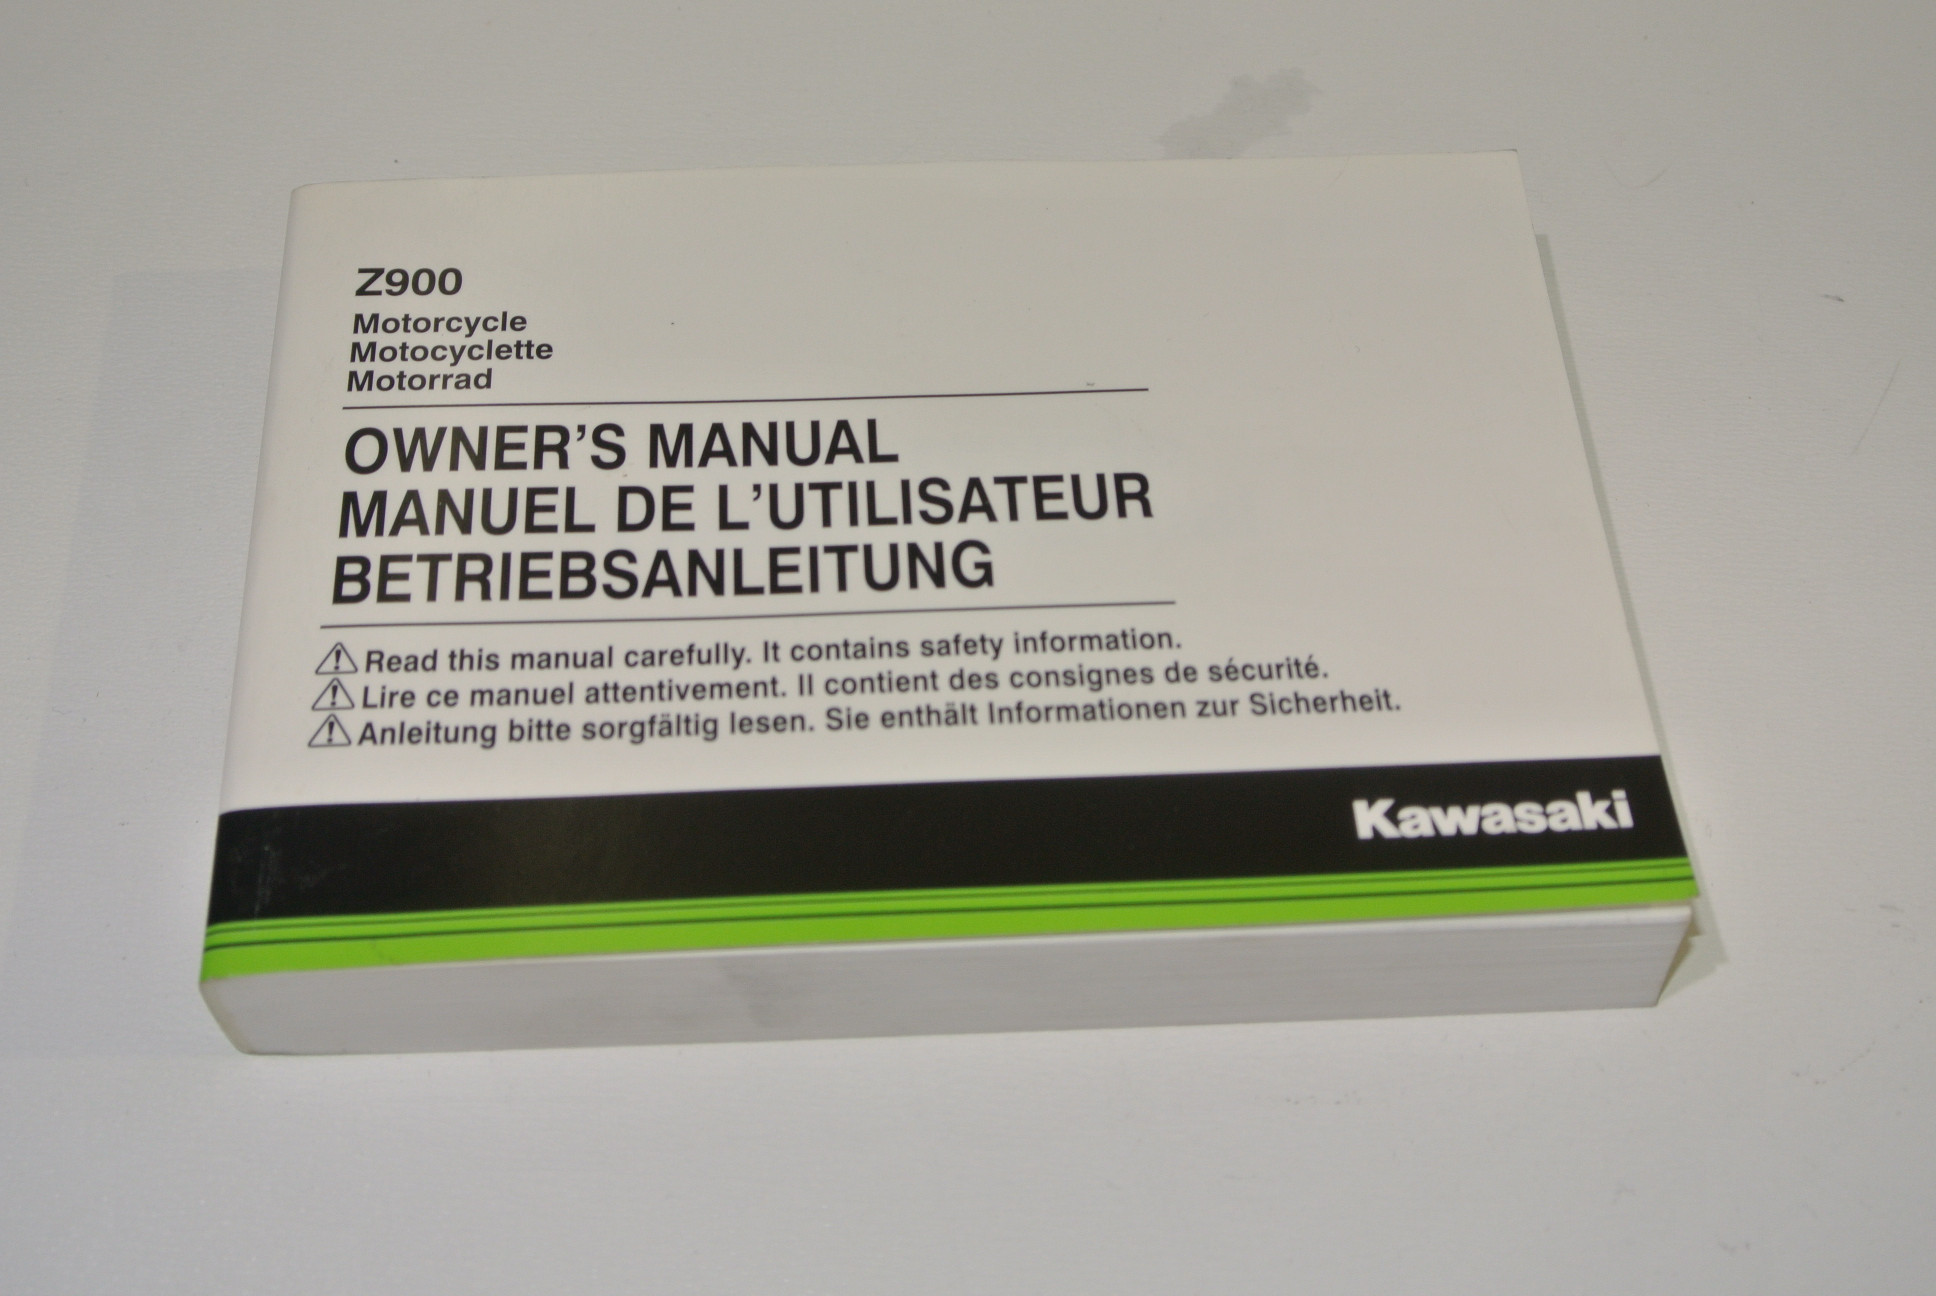 Z900
Motorcycle
Motocyclette
Motorrad
OWNER'S MANUAL
MANUEL DE L'UTILISATEUR
BETRIEBSANLEITUNG
Read this manual carefully. It contains safety information.
Lire ce manuel attentivement. Il contient des consignes de sécurité.
Anleitung bitte sorgfältig lesen. Sie enthält Informationen zur Sicherheit.
Kawasaki